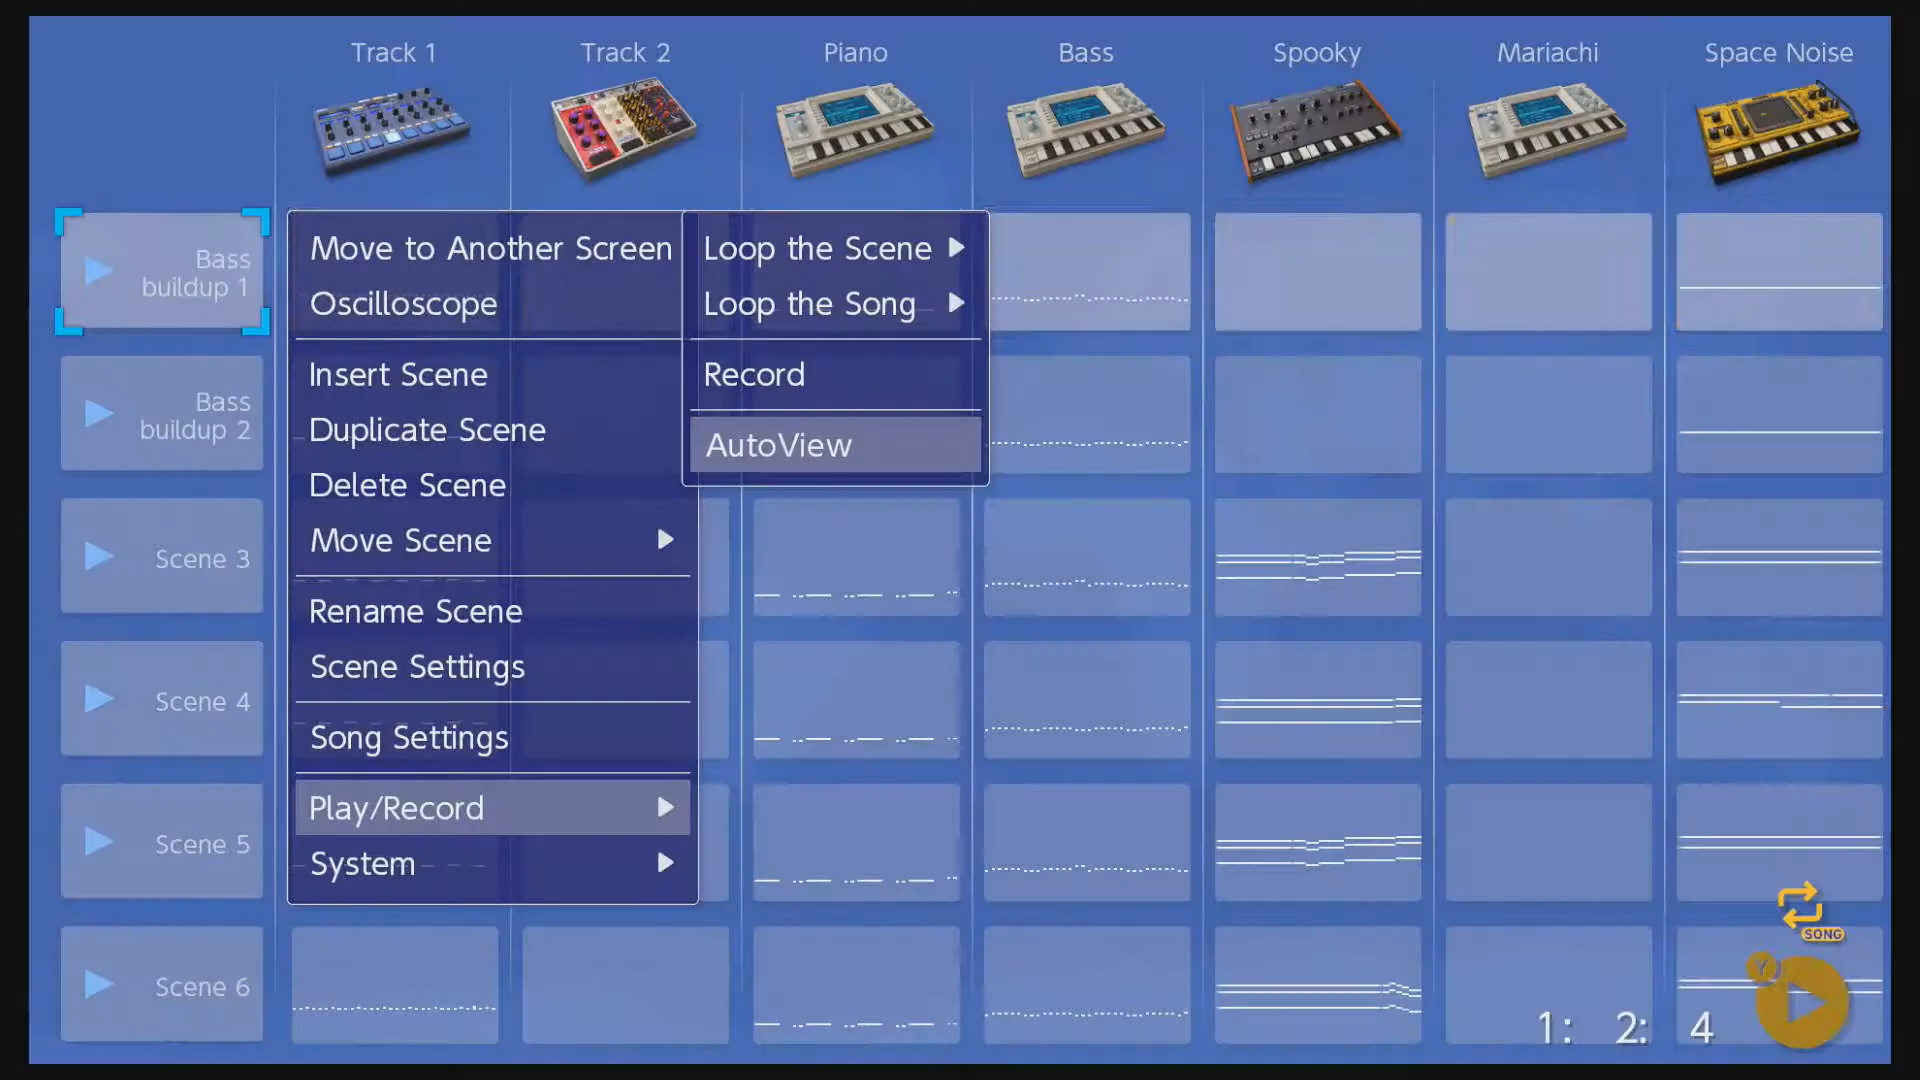 Track 1
Track 2
Piano
Bass
Spooky
Mariachi
Space Noise
Bass
buildup 1
Bass
buildup 2
Scene 3
Scene 4
Scene 5
Scene 6
Move to Another Screen
Oscilloscope
Insert Scene
Duplicate Scene
Delete Scene
Move Scene
Rename Scene
Scene Settings
Song Settings
Play/Record
System
Loop the Scene
Loop the Song
Record
AutoView
SONG
Y
1: 2: 4